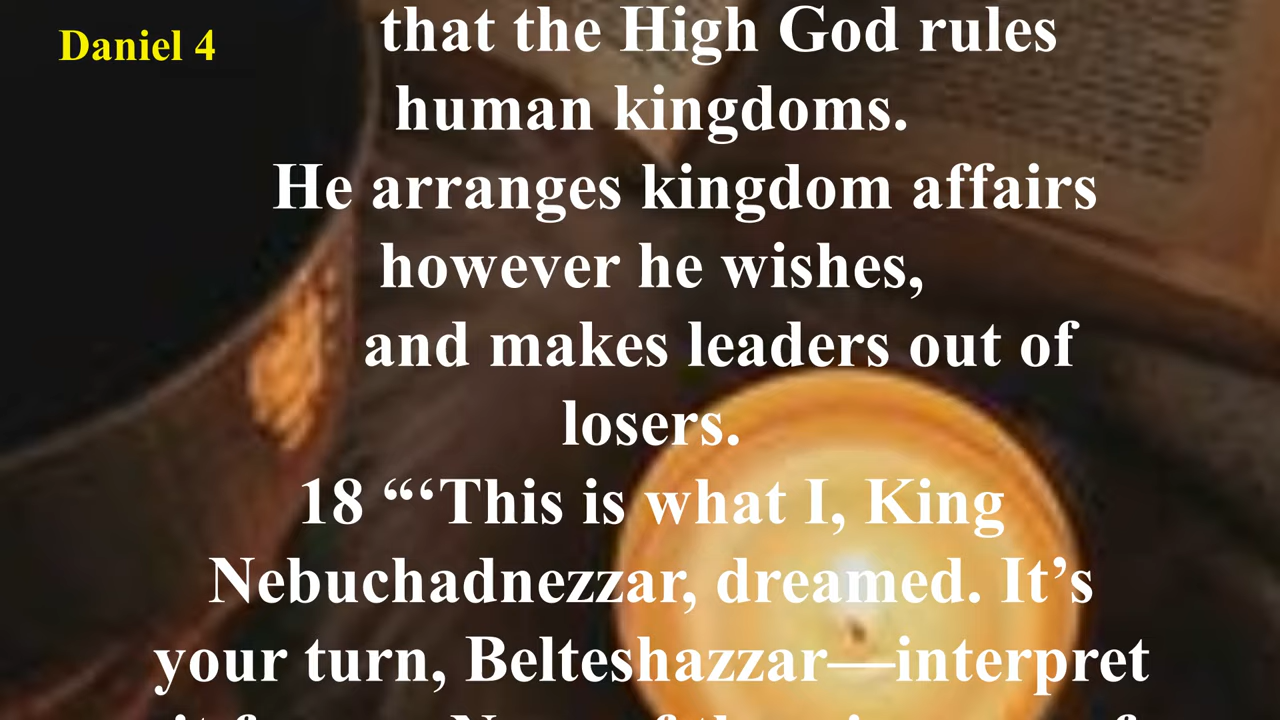 Daniel 4
that the High God rules
human kingdoms.
He arranges kingdom affairs
however he wishes,
and makes leaders out of
losers.
18 “‘This is what I, King
Nebuchadnezzar, dreamed. It’s
your turn, Belteshazzar—interpret